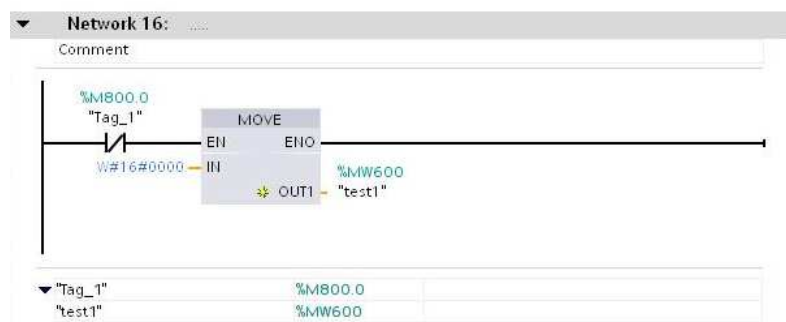 Network 16: .....
Comment
%M800.0
"Tag_1"
MOVE
EN ENO
W#16#0000 IN
%MW600
OUT1 "test1"
"Tag_1" %M800.0
"test1" %MW600